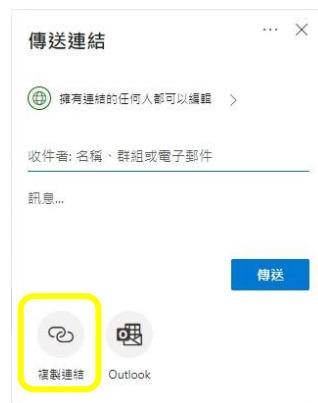 傳送連結
擁有連結的任何人都可以編輯
收件者: 名稱、群組或電子郵件
訊息...
傳送
複製連結 Outlook